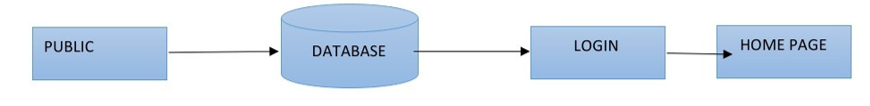 PUBLIC
DATABASE
LOGIN
HOME PAGE